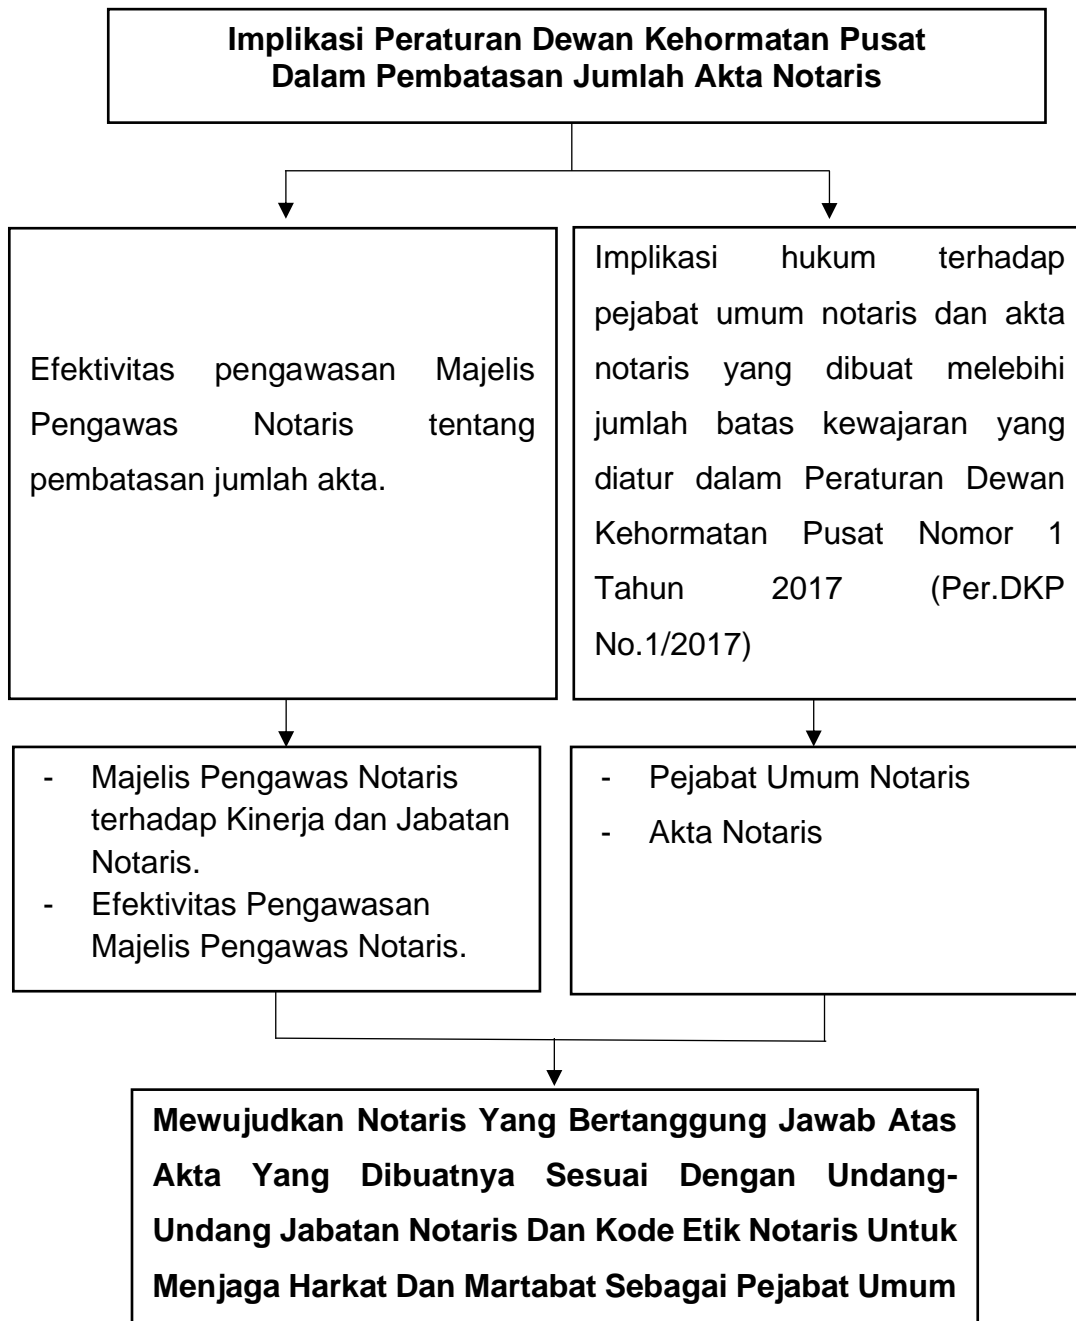 Implikasi Peraturan Dewan Kehormatan Pusat
Dalam Pembatasan Jumlah Akta Notaris
Efektivitas pengawasan Majelis
Pengawas Notaris tentang
pembatasan jumlah akta.
Implikasi hukum terhadap
pejabat umum notaris dan akta
notaris yang dibuat melebihi
jumlah batas kewajaran yang
diatur dalam Peraturan Dewan
Kehormatan Pusat Nomor 1
Tahun 2017 (Per.DKP
No.1/2017)
- Majelis Pengawas Notaris
terhadap Kinerja dan Jabatan
Notaris.
- Efektivitas Pengawasan
Majelis Pengawas Notaris.
- Pejabat Umum Notaris
- Akta Notaris
Mewujudkan Notaris Yang Bertanggung Jawab Atas
Akta Yang Dibuatnya Sesuai Dengan Undang-
Undang Jabatan Notaris Dan Kode Etik Notaris Untuk
Menjaga Harkat Dan Martabat Sebagai Pejabat Umum